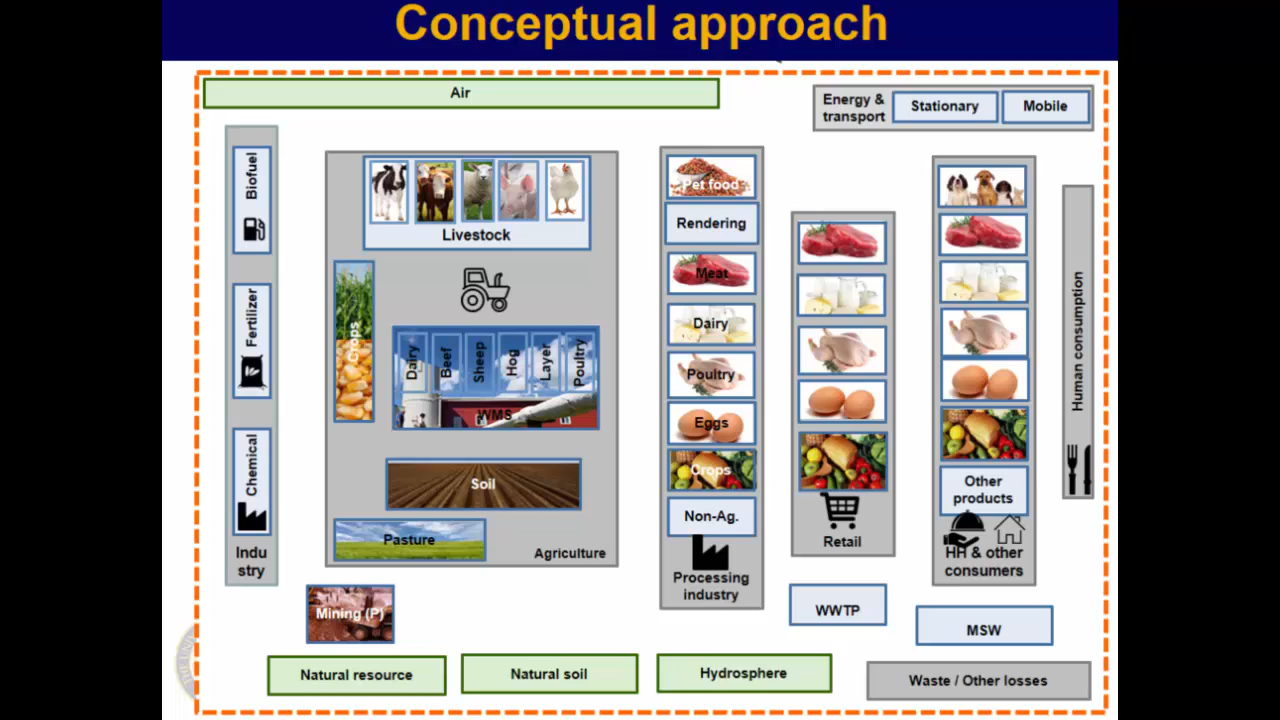 Conceptual approach
Air
Energy &
transport
Stationary
Mobile
Biofuel
Fertilizer
Chemical
Indu
stry
Livestock
Crops
Dairy
Beef
Sheep
Hog
Layer
Poultry
WMS
Soil
Pasture
Agriculture
Mining (P)
Pet food
Rendering
Meat
Dairy
Poultry
Eggs
Crops
Non-Ag.
Processing
industry
Retail
Other
products
HH & other
consumers
Human consumption
WWTP
MSW
Natural resource
Natural soil
Hydrosphere
Waste / Other losses